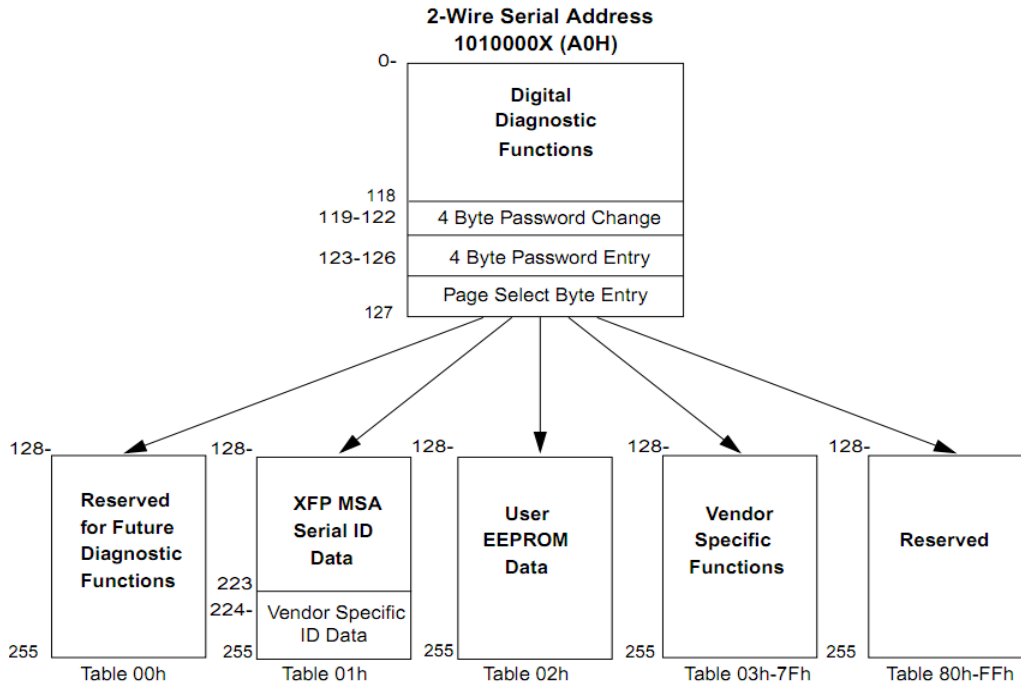 2-Wire Serial Address
1010000X (A0H)
0-
Digital
Diagnostic
Functions
118
119-122
4 Byte Password Change
123-126
4 Byte Password Entry
Page Select Byte Entry
127
128-
Reserved
for Future
Diagnostic
Functions
255
Table 00h
128-
XFP MSA
Serial ID
Data
223
224-
Vendor Specific
ID Data
255
Table 01h
128-
User
EEPROM
Data
255
Table 02h
128-
Vendor
Specific
Functions
255
Table 03h-7Fh
128-
Reserved
255
Table 80h-FFh